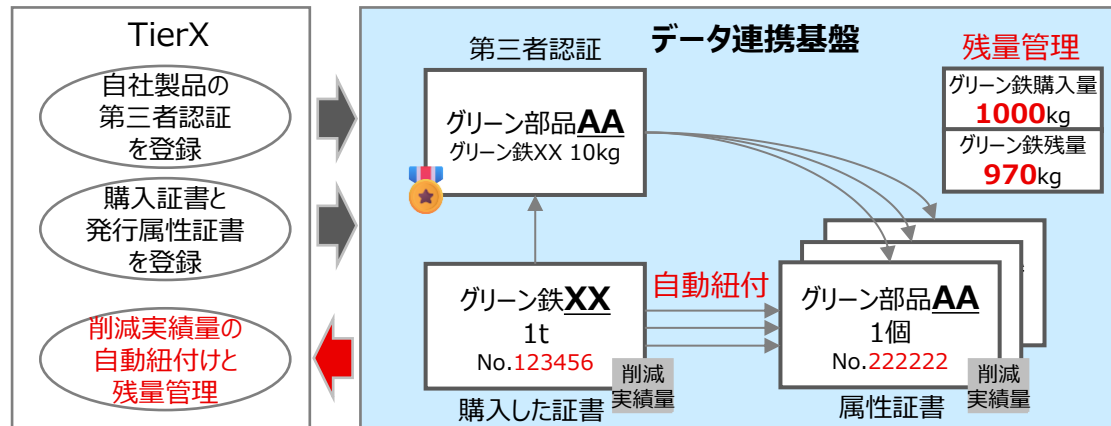 TierX
自社製品の
第三者認証
を登録
購入証書と
発行属性証書
を登録
削減実績量の
自動紐付けと
残量管理
データ連携基盤
第三者認証
グリーン部品AA
グリーン鉄XX 10kg
残量管理
グリーン鉄購入量
1000kg
グリーン鉄残量
970kg
グリーン鉄XX
1t
No.123456
削減
実績量
購入した証書
自動紐付
グリーン部品AA
1個
No.222222
削減
実績量
属性証書